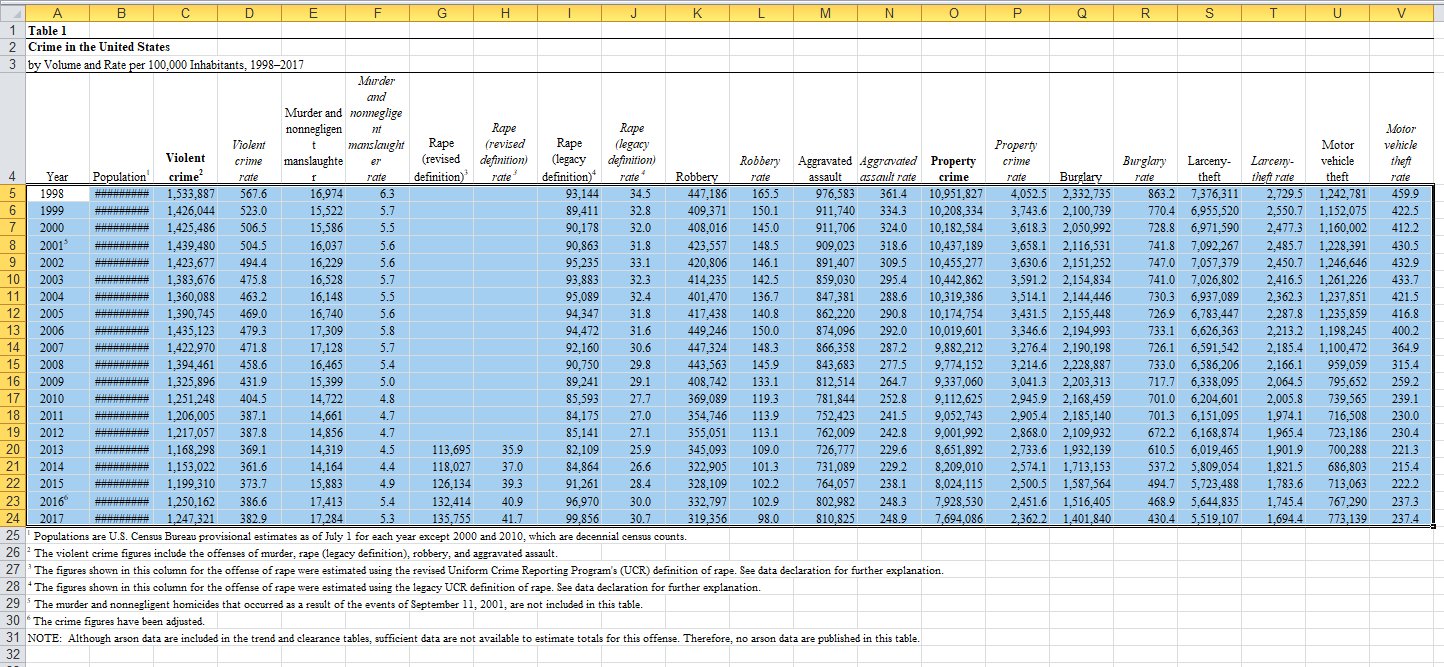 A B C D E F G H I J K L M N O P Q R S T U V
1 Table 1
2 Crime in the United States
3 by Volume and Rate per 100,000 Inhabitants, 1998–2017
4 Year Population¹ Violent crime² Violent crime rate Murder and nonnegligent manslaughter Murder and nonnegligent manslaughter rate Rape (revised definition)³ Rape (revised definition) rate³ Rape (legacy definition)⁴ Rape (legacy definition) rate⁴ Robbery Robbery rate Aggravated assault Aggravated assault rate Property crime Property crime rate Burglary Burglary rate Larceny-theft Larceny-theft rate Motor vehicle theft Motor vehicle theft rate
5 1998 ######### 1,533,887 567.6 16,974 6.3 93,144 34.5 447,186 165.5 976,583 361.4 10,951,827 4,052.5 2,332,735 863.2 7,376,311 2,729.5 1,242,781 459.9
6 1999 ######### 1,426,044 523.0 15,522 5.7 89,411 32.8 409,371 150.1 911,740 334.3 10,208,334 3,743.6 2,100,739 770.4 6,955,520 2,550.7 1,152,075 422.5
7 2000 ######### 1,425,486 506.5 15,586 5.5 90,178 32.0 408,016 145.0 911,706 324.0 10,182,584 3,618.3 2,050,992 728.8 6,971,590 2,477.3 1,160,002 412.2
8 2001⁵ ######### 1,439,480 504.5 16,037 5.6 90,863 31.8 423,557 148.5 909,023 318.6 10,437,189 3,658.1 2,116,531 741.8 7,092,267 2,485.7 1,228,391 430.5
9 2002 ######### 1,423,677 494.4 16,229 5.6 95,235 33.1 420,806 146.1 891,407 309.5 10,455,277 3,630.6 2,151,252 747.0 7,057,379 2,450.7 1,246,646 432.9
10 2003 ######### 1,383,676 475.8 16,528 5.7 93,883 32.3 414,235 142.5 859,030 295.4 10,442,862 3,591.2 2,154,834 741.0 7,026,802 2,416.5 1,261,226 433.7
11 2004 ######### 1,360,088 463.2 16,148 5.5 95,089 32.4 401,470 136.7 847,381 288.6 10,319,386 3,514.1 2,144,446 730.3 6,937,089 2,362.3 1,237,851 421.5
12 2005 ######### 1,390,745 469.0 16,740 5.6 94,347 31.8 417,438 140.8 862,220 290.8 10,174,754 3,431.5 2,155,448 726.9 6,783,447 2,287.8 1,235,859 416.8
13 2006 ######### 1,435,123 479.3 17,309 5.8 94,472 31.6 449,246 150.0 874,096 292.0 10,019,601 3,346.6 2,194,993 733.1 6,626,363 2,213.2 1,198,245 400.2
14 2007 ######### 1,422,970 471.8 17,128 5.7 92,160 30.6 447,324 148.3 866,358 287.2 9,882,212 3,276.4 2,190,198 726.1 6,591,542 2,185.4 1,100,472 364.9
15 2008 ######### 1,394,461 458.6 16,465 5.4 90,750 29.8 443,563 145.9 843,683 277.5 9,774,152 3,214.6 2,228,887 733.0 6,586,206 2,166.1 959,059 315.4
16 2009 ######### 1,325,896 431.9 15,399 5.0 89,241 29.1 408,742 133.1 812,514 264.7 9,337,060 3,041.3 2,203,313 717.7 6,338,095 2,064.5 795,652 259.2
17 2010 ######### 1,251,248 404.5 14,722 4.8 85,593 27.7 369,089 119.3 781,844 252.8 9,112,625 2,945.9 2,168,459 701.0 6,204,601 2,005.8 739,565 239.1
18 2011 ######### 1,206,005 387.1 14,661 4.7 84,175 27.0 354,746 113.9 752,423 241.5 9,052,743 2,905.4 2,185,140 701.3 6,151,095 1,974.1 716,508 230.0
19 2012 ######### 1,217,057 387.8 14,856 4.7 85,141 27.1 355,051 113.1 762,009 242.8 9,001,992 2,868.0 2,109,932 672.2 6,168,874 1,965.4 723,186 230.4
20 2013 ######### 1,168,298 369.1 14,319 4.5 113,695 35.9 82,109 25.9 345,093 109.0 726,777 229.6 8,651,892 2,733.6 1,932,139 610.5 6,019,465 1,901.9 700,288 221.3
21 2014 ######### 1,153,022 361.6 14,164 4.4 118,027 37.0 84,864 26.6 322,905 101.3 731,089 229.2 8,209,010 2,574.1 1,713,153 537.2 5,809,054 1,821.5 686,803 215.4
22 2015 ######### 1,199,310 373.7 15,883 4.9 126,134 39.3 91,261 28.4 328,109 102.2 764,057 238.1 8,024,115 2,500.5 1,587,564 494.7 5,723,488 1,783.6 713,063 222.2
23 2016⁶ ######### 1,250,162 386.6 17,413 5.4 132,414 40.9 96,970 30.0 332,797 102.9 802,982 248.3 7,928,530 2,451.6 1,516,405 468.9 5,644,835 1,745.4 767,290 237.3
24 2017 ######### 1,247,321 382.9 17,284 5.3 135,755 41.7 99,856 30.7 319,356 98.0 810,825 248.9 7,694,086 2,362.2 1,401,840 430.4 5,519,107 1,694.4 773,139 237.4
25 ¹ Populations are U.S. Census Bureau provisional estimates as of July 1 for each year except 2000 and 2010, which are decennial census counts.
26 ² The violent crime figures include the offenses of murder, rape (legacy definition), robbery, and aggravated assault.
27 ³ The figures shown in this column for the offense of rape were estimated using the revised Uniform Crime Reporting Program's (UCR) definition of rape. See data declaration for further explanation.
28 ⁴ The figures shown in this column for the offense of rape were estimated using the legacy UCR definition of rape. See data declaration for further explanation.
29 ⁵ The murder and nonnegligent homicides that occurred as a result of the events of September 11, 2001, are not included in this table.
30 ⁶ The crime figures have been adjusted.
31 NOTE: Although arson data are included in the trend and clearance tables, sufficient data are not available to estimate totals for this offense. Therefore, no arson data are published in this table.
32